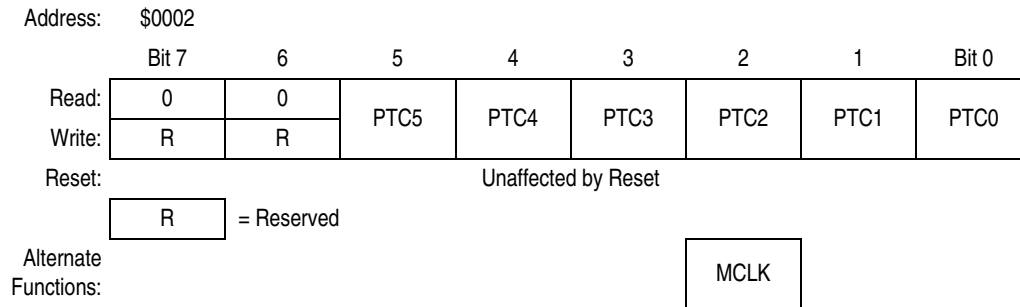 Address: $0002
Bit 7 6 5 4 3 2 1 Bit 0
Read: 0 0 PTC5 PTC4 PTC3 PTC2 PTC1 PTC0
Write: R R
Reset: Unaffected by Reset
R = Reserved
Alternate
Functions: MCLK